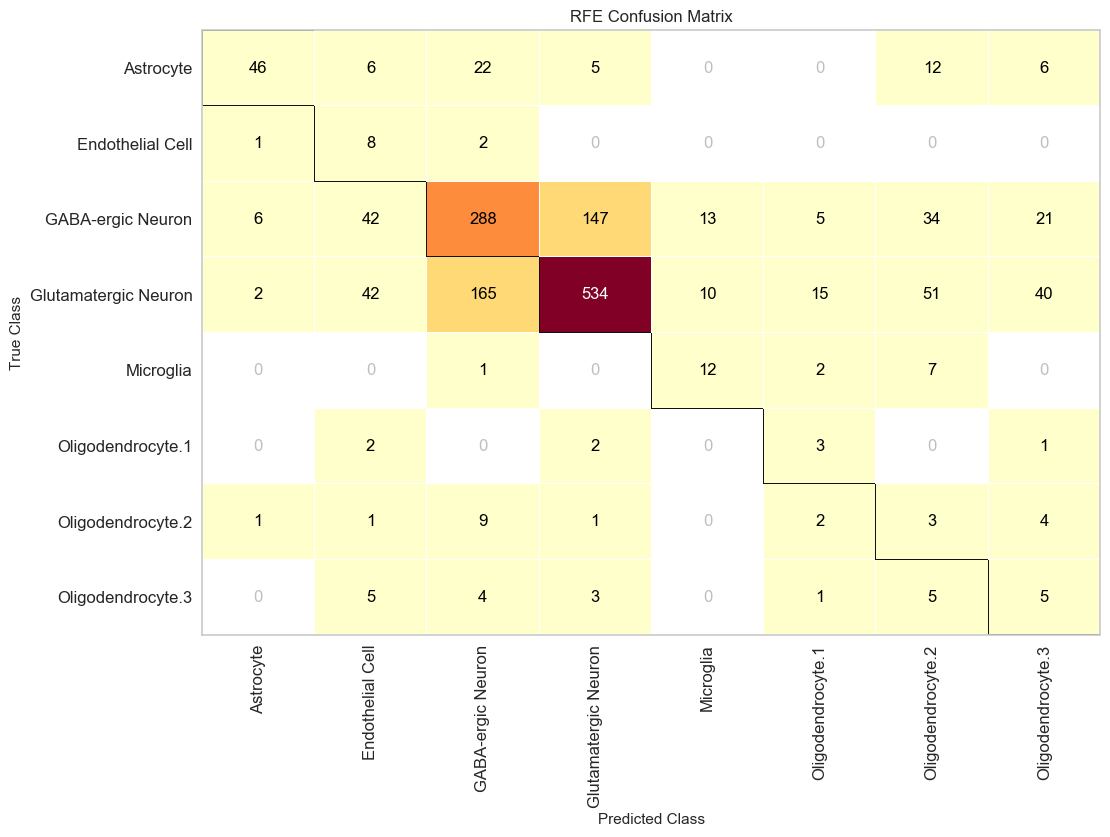 RFE Confusion Matrix
True Class
Astrocyte 46 6 22 5 0 0 12 6
Endothelial Cell 1 8 2 0 0 0 0 0
GABA-ergic Neuron 6 42 288 147 13 5 34 21
Glutamatergic Neuron 2 42 165 534 10 15 51 40
Microglia 0 0 1 0 12 2 7 0
Oligodendrocyte.1 0 2 0 2 0 3 0 1
Oligodendrocyte.2 1 1 9 1 0 2 3 4
Oligodendrocyte.3 0 5 4 3 0 1 5 5
Astrocyte
Endothelial Cell
GABA-ergic Neuron
Glutamatergic Neuron
Microglia
Oligodendrocyte.1
Oligodendrocyte.2
Oligodendrocyte.3
Predicted Class